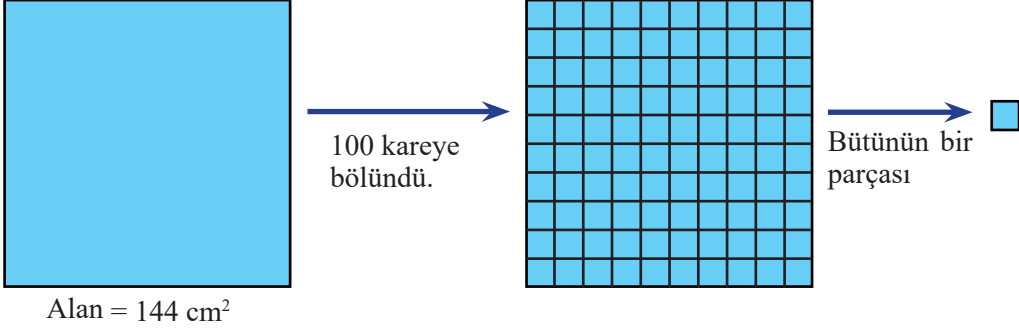 100 kareye
bölündü.
Bütünün bir
parçası
Alan = 144 cm²